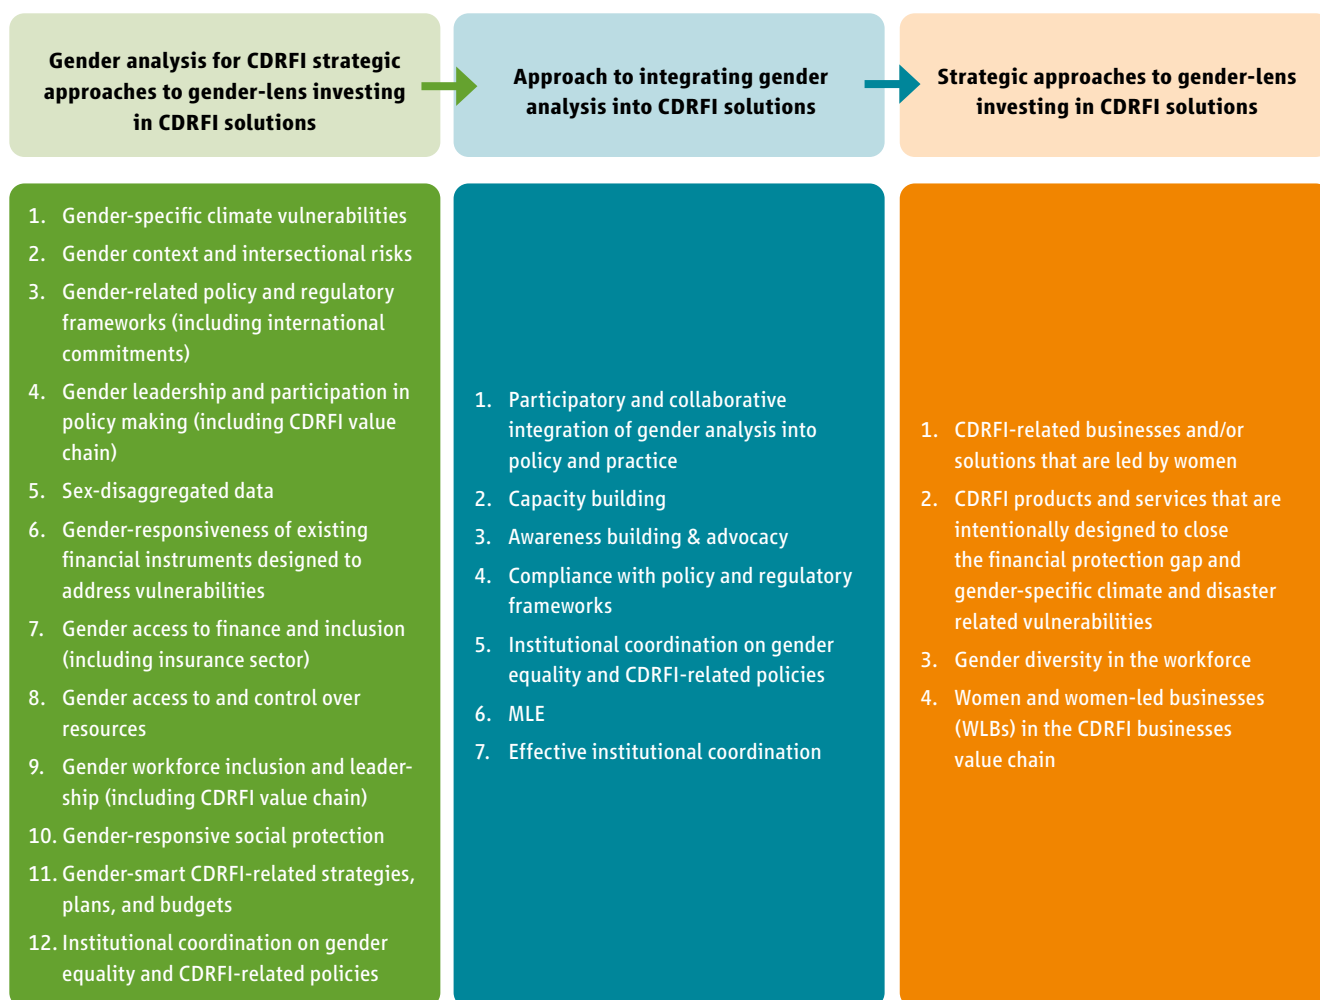 Gender analysis for CDRFI strategic
approaches to gender-lens investing
in CDRFI solutions
Approach to integrating gender
analysis into CDRFI solutions
Strategic approaches to gender-lens
investing in CDRFI solutions
1. Gender-specific climate vulnerabilities
2. Gender context and intersectional risks
3. Gender-related policy and regulatory
frameworks (including international
commitments)
4. Gender leadership and participation in
policy making (including CDRFI value
chain)
5. Sex-disaggregated data
6. Gender-responsiveness of existing
financial instruments designed to
address vulnerabilities
7. Gender access to finance and inclusion
(including insurance sector)
8. Gender access to and control over
resources
9. Gender workforce inclusion and leader-
ship (including CDRFI value chain)
10. Gender-responsive social protection
11. Gender-smart CDRFI-related strategies,
plans, and budgets
12. Institutional coordination on gender
equality and CDRFI-related policies
1. Participatory and collaborative
integration of gender analysis into
policy and practice
2. Capacity building
3. Awareness building & advocacy
4. Compliance with policy and regulatory
frameworks
5. Institutional coordination on gender
equality and CDRFI-related policies
6. MLE
7. Effective institutional coordination
1. CDRFI-related businesses and/or
solutions that are led by women
2. CDRFI products and services that are
intentionally designed to close
the financial protection gap and
gender-specific climate and disaster
related vulnerabilities
3. Gender diversity in the workforce
4. Women and women-led businesses
(WLBs) in the CDRFI businesses
value chain